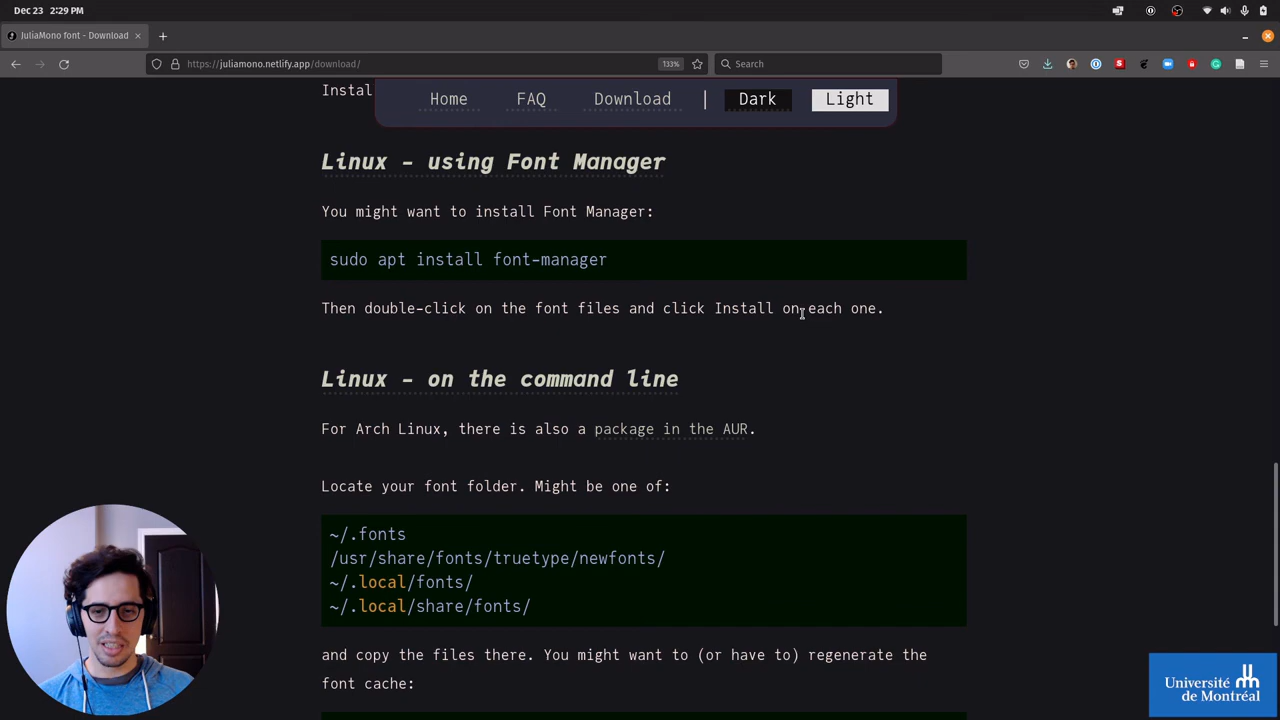 Dec 23 2:29 PM
JuliaMono font - Download
https://juliamono.netlify.app/download/
133%
Search
Instal
Home FAQ Download | Dark Light
Linux - using Font Manager
You might want to install Font Manager:
sudo apt install font-manager
Then double-click on the font files and click Install on each one.
Linux - on the command line
For Arch Linux, there is also a package in the AUR.
Locate your font folder. Might be one of:
~/.fonts
/usr/share/fonts/truetype/newfonts/
~/.local/fonts/
~/.local/share/fonts/
and copy the files there. You might want to (or have to) regenerate the
font cache:
Université
de Montréal